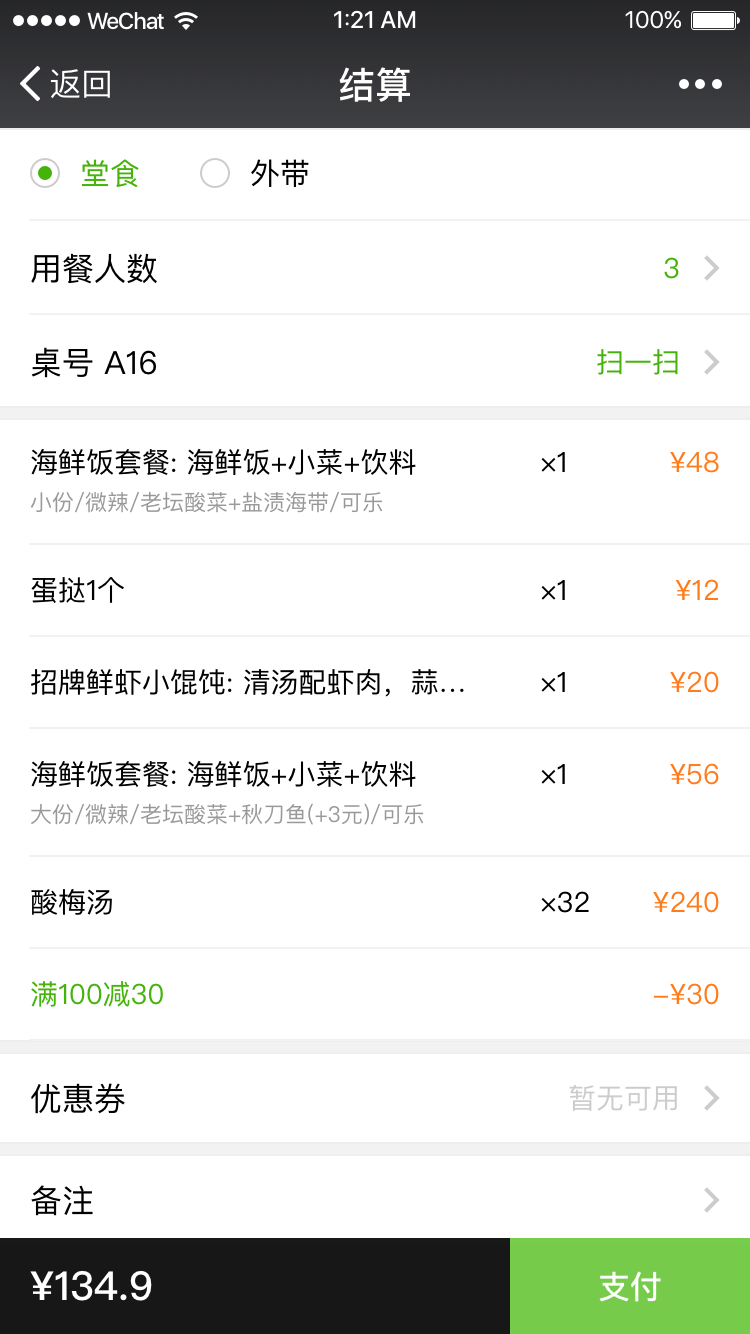 WeChat 1:21 AM 100%
返回 结算
堂食 外带
用餐人数 3
桌号 A16 扫一扫
海鲜饭套餐: 海鲜饭+小菜+饮料 ×1 ¥48
小份/微辣/老坛酸菜+盐渍海带/可乐
蛋挞1个 ×1 ¥12
招牌鲜虾小馄饨: 清汤配虾肉，蒜... ×1 ¥20
海鲜饭套餐: 海鲜饭+小菜+饮料 ×1 ¥56
大份/微辣/老坛酸菜+秋刀鱼(+3元)/可乐
酸梅汤 ×32 ¥240
满100减30 –¥30
优惠券 暂无可用
备注
¥134.9 支付